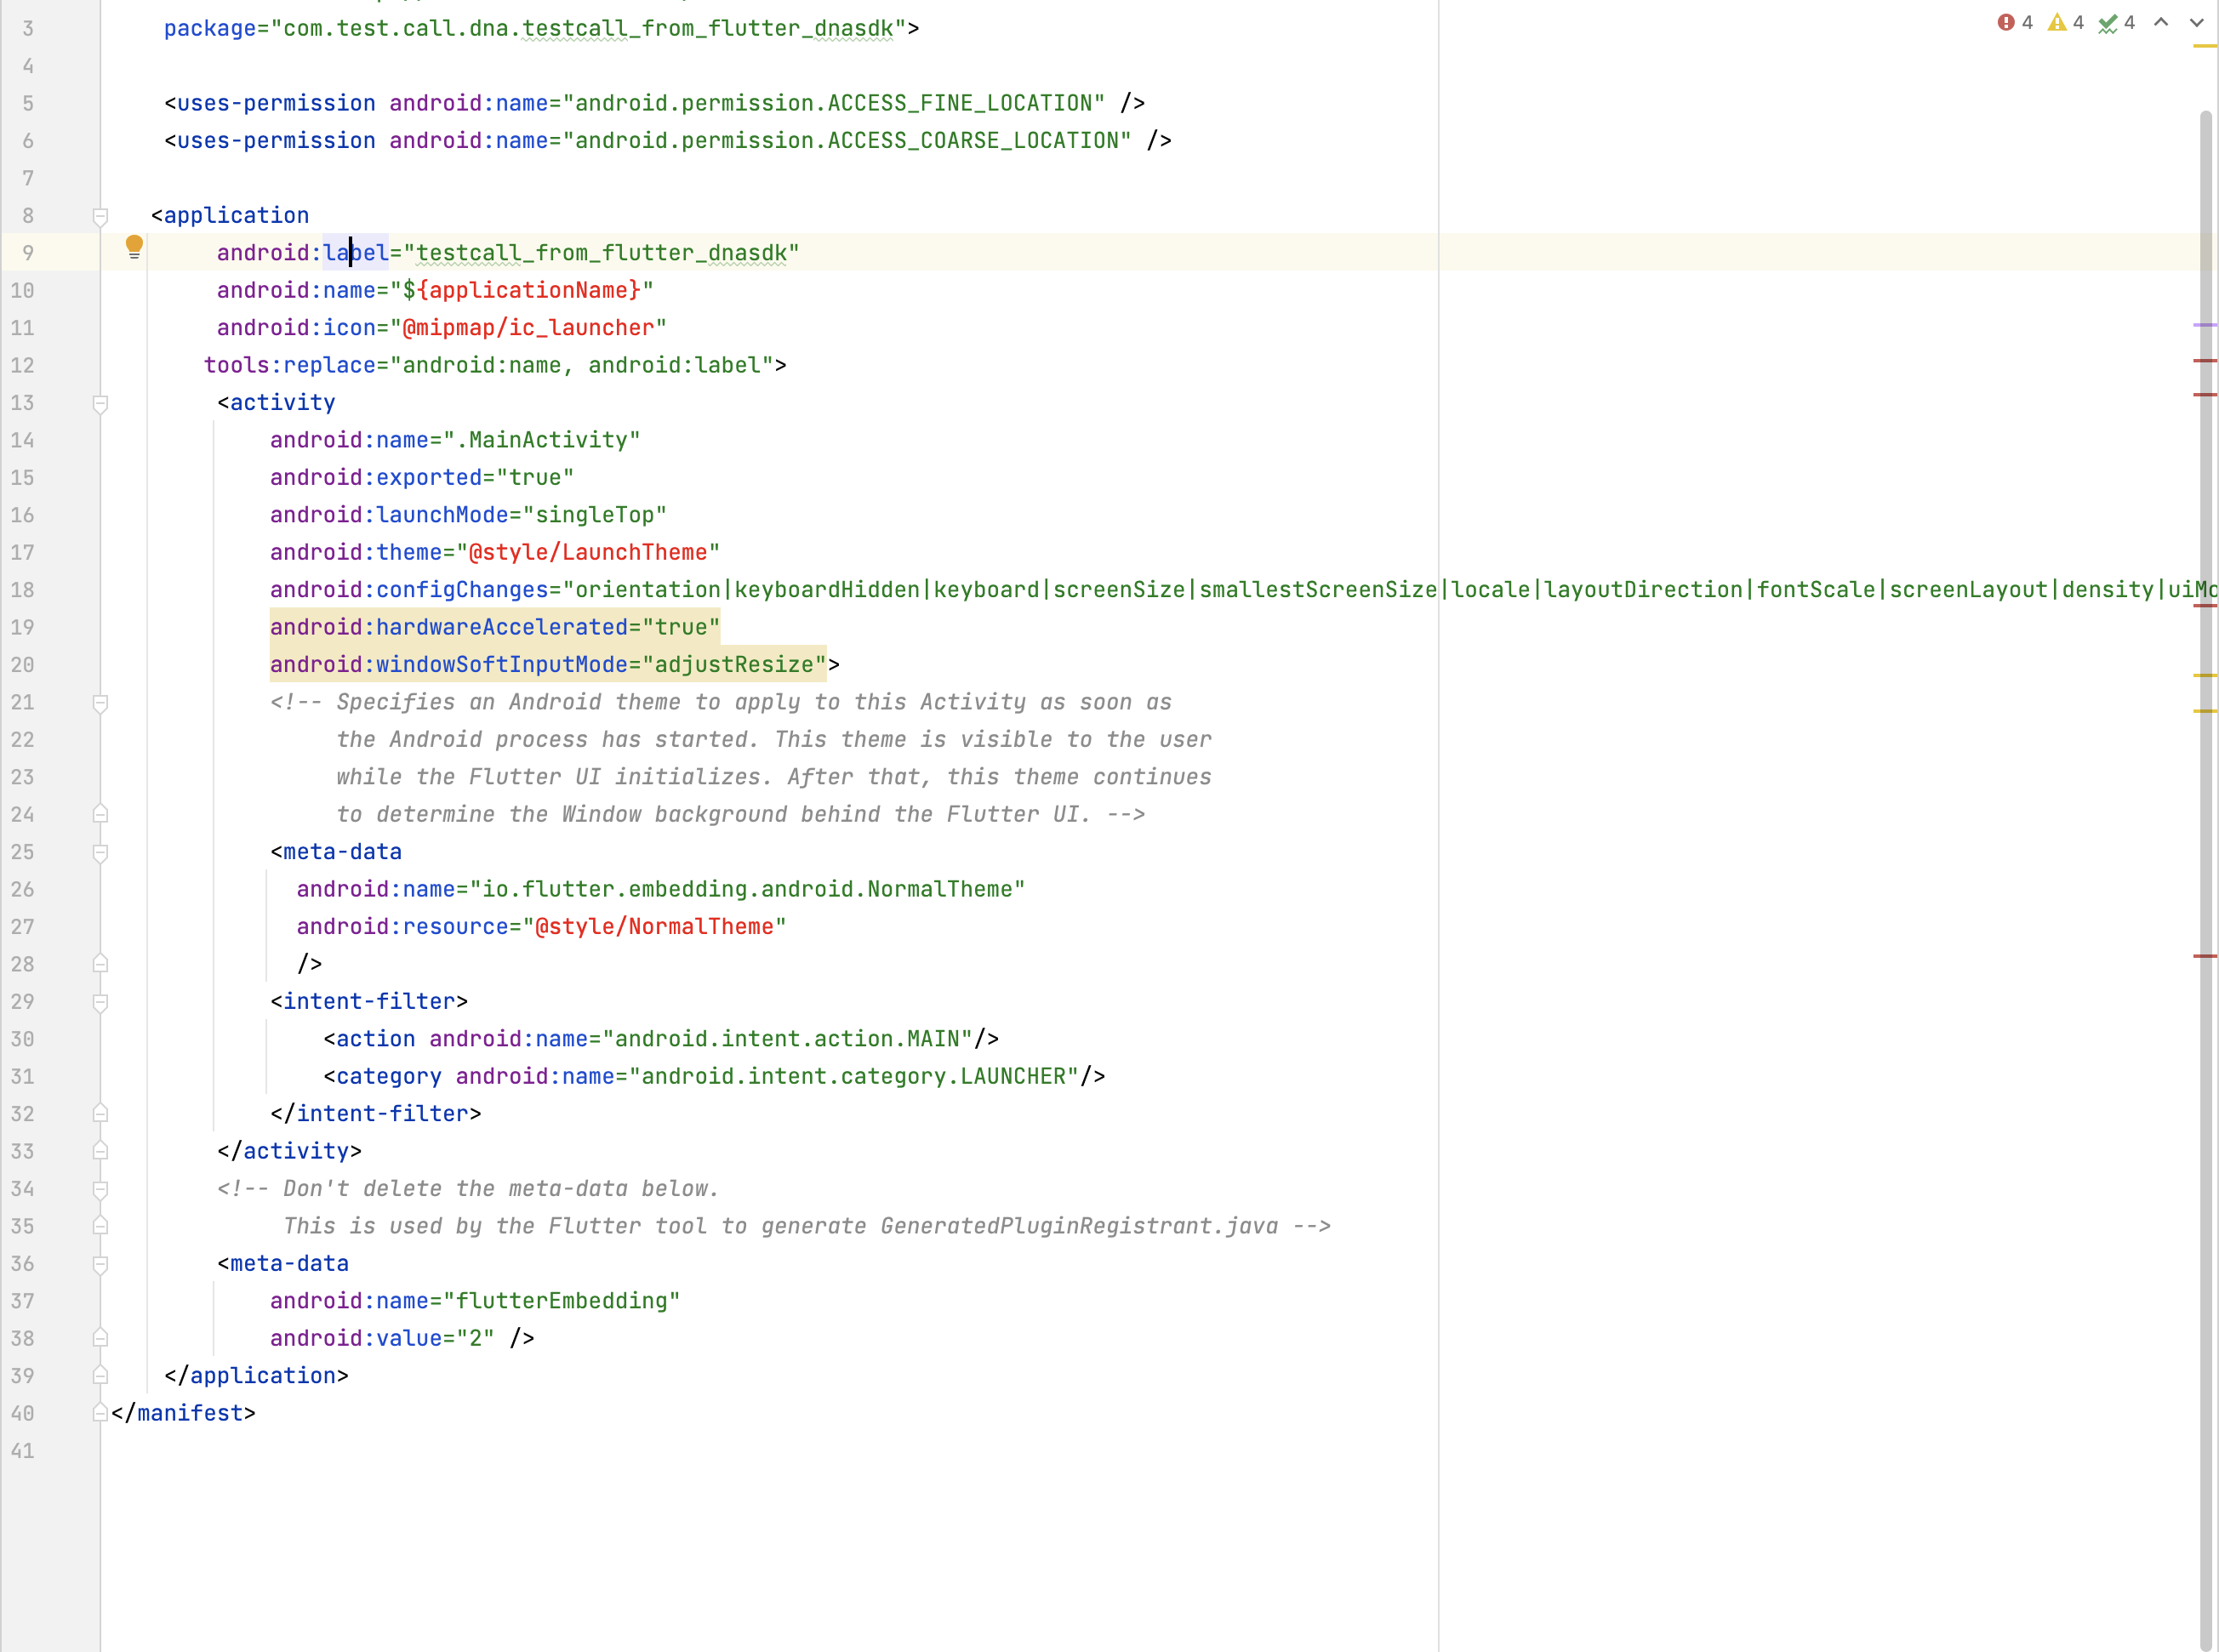 4 4 4
3 package="com.test.call.dna.testcall_from_flutter_dnasdk">
4
5 <uses-permission android:name="android.permission.ACCESS_FINE_LOCATION" />
6 <uses-permission android:name="android.permission.ACCESS_COARSE_LOCATION" />
7
8 <application
9 android:label="testcall_from_flutter_dnasdk"
10 android:name="${applicationName}"
11 android:icon="@mipmap/ic_launcher"
12 tools:replace="android:name, android:label">
13 <activity
14 android:name=".MainActivity"
15 android:exported="true"
16 android:launchMode="singleTop"
17 android:theme="@style/LaunchTheme"
18 android:configChanges="orientation|keyboardHidden|keyboard|screenSize|smallestScreenSize|locale|layoutDirection|fontScale|screenLayout|density|uiMo
19 android:hardwareAccelerated="true"
20 android:windowSoftInputMode="adjustResize">
21 <!-- Specifies an Android theme to apply to this Activity as soon as
22 the Android process has started. This theme is visible to the user
23 while the Flutter UI initializes. After that, this theme continues
24 to determine the Window background behind the Flutter UI. -->
25 <meta-data
26 android:name="io.flutter.embedding.android.NormalTheme"
27 android:resource="@style/NormalTheme"
28 />
29 <intent-filter>
30 <action android:name="android.intent.action.MAIN"/>
31 <category android:name="android.intent.category.LAUNCHER"/>
32 </intent-filter>
33 </activity>
34 <!-- Don't delete the meta-data below.
35 This is used by the Flutter tool to generate GeneratedPluginRegistrant.java -->
36 <meta-data
37 android:name="flutterEmbedding"
38 android:value="2" />
39 </application>
40 </manifest>
41